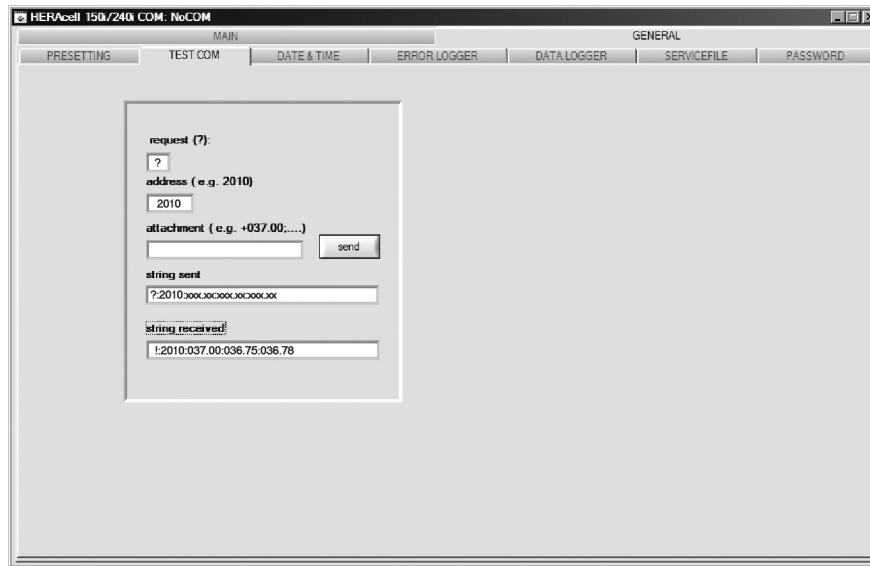 HERAcell 150i/240i COM: NoCOM
MAIN GENERAL
PRESETTING TEST COM DATE & TIME ERROR LOGGER DATA LOGGER SERVICEFILE PASSWORD
request (?):
?
address ( e.g. 2010)
2010
attachment ( e.g. +037.00;....)
send
string sent
?:2010:xxx.xx:xxx.xx:xxx.xx
string received
!:2010:037.00:036.75:036.78